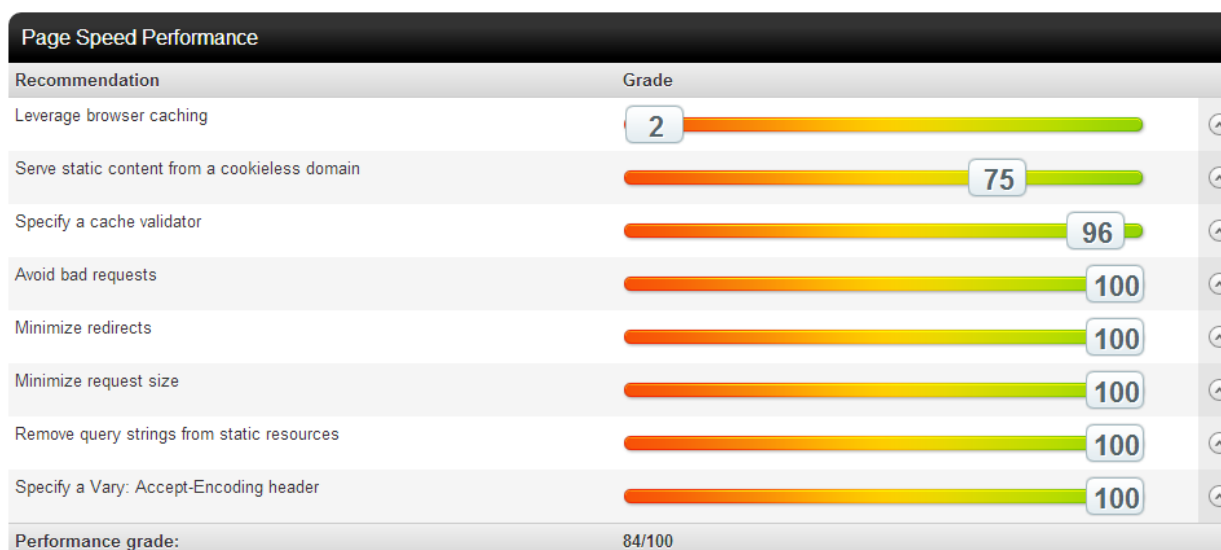 Page Speed Performance
Recommendation Grade
Leverage browser caching 2
Serve static content from a cookieless domain 75
Specify a cache validator 96
Avoid bad requests 100
Minimize redirects 100
Minimize request size 100
Remove query strings from static resources 100
Specify a Vary: Accept-Encoding header 100
Performance grade: 84/100